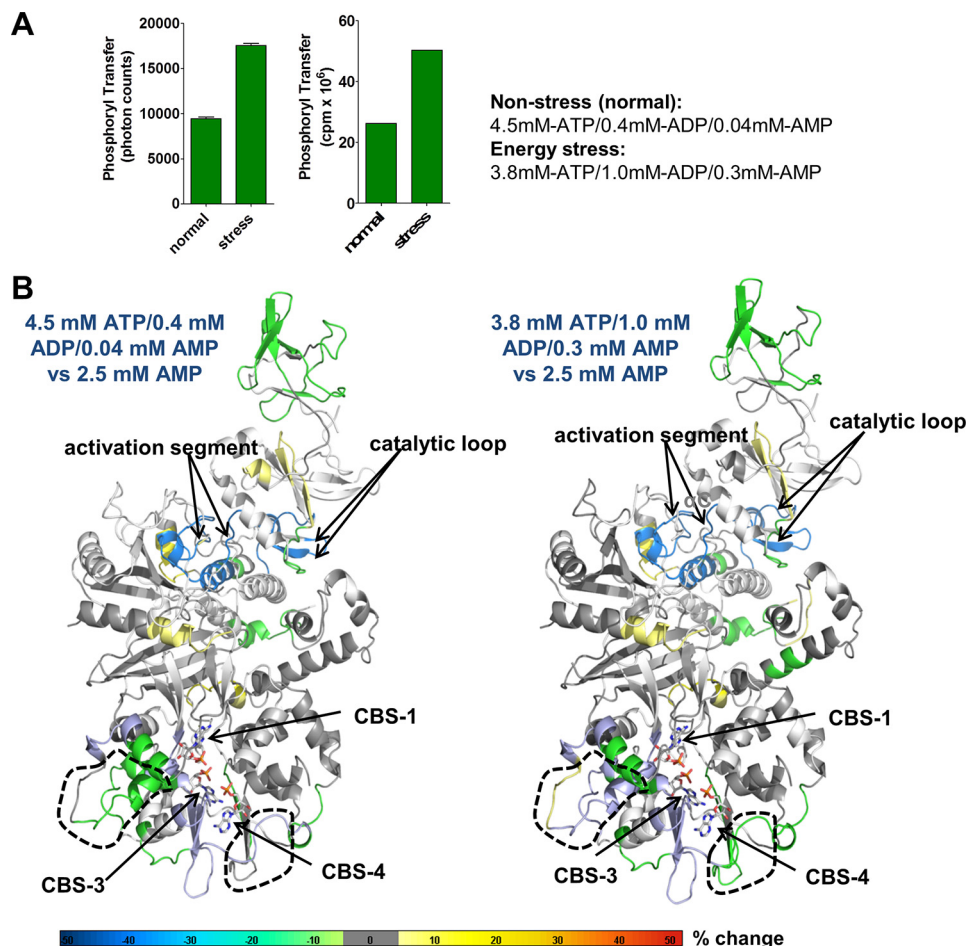 A
Phosphoryl Transfer
(photon counts)
20000
15000
10000
5000
0
normal
stress
Phosphoryl Transfer
(cpm x 10⁶)
60
40
20
0
normal
stress
Non-stress (normal):
4.5mM-ATP/0.4mM-ADP/0.04mM-AMP
Energy stress:
3.8mM-ATP/1.0mM-ADP/0.3mM-AMP
B
4.5 mM ATP/0.4 mM
ADP/0.04 mM AMP
vs 2.5 mM AMP
activation segment
catalytic loop
CBS-1
CBS-3
CBS-4
3.8 mM ATP/1.0 mM
ADP/0.3 mM AMP
vs 2.5 mM AMP
activation segment
catalytic loop
CBS-1
CBS-3
CBS-4
50 -40 -30 -20 -10 0 10 20 30 40 50 % change